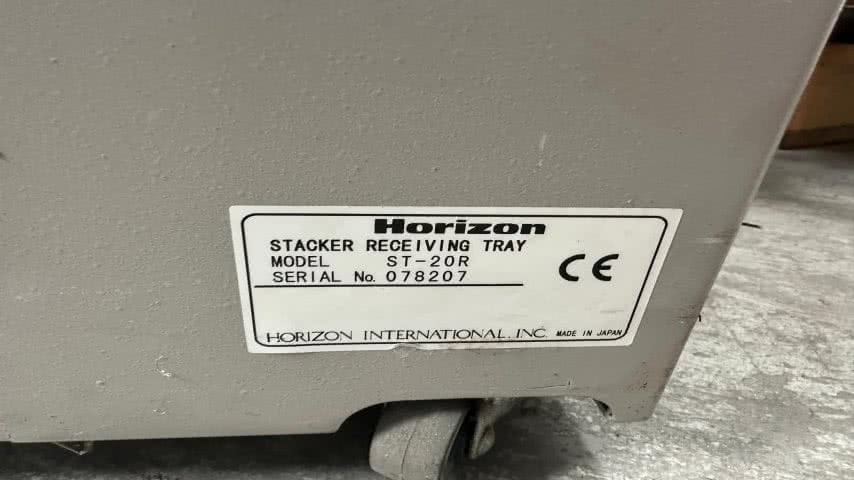 Horizon
STACKER RECEIVING TRAY
MODEL ST-20R
SERIAL No. 078207
CE
HORIZON INTERNATIONAL, INC. MADE IN JAPAN